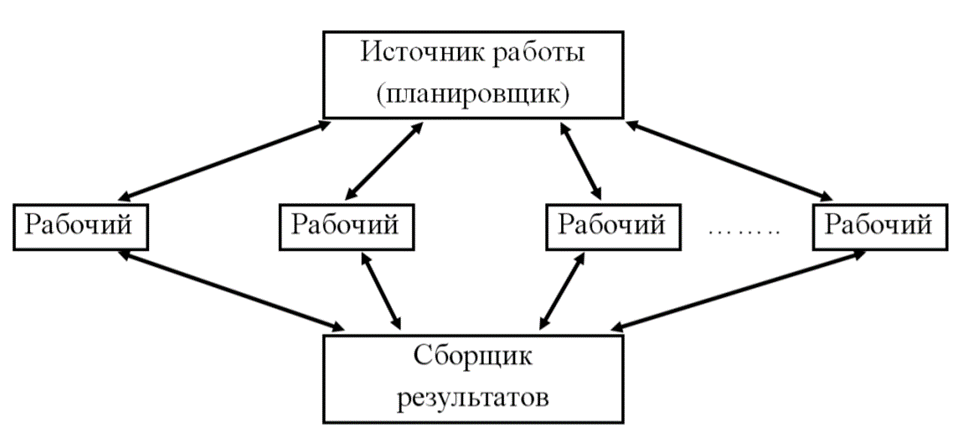 Источник работы
(планировщик)
Рабочий
Рабочий
Рабочий
........
Рабочий
Сборщик
результатов